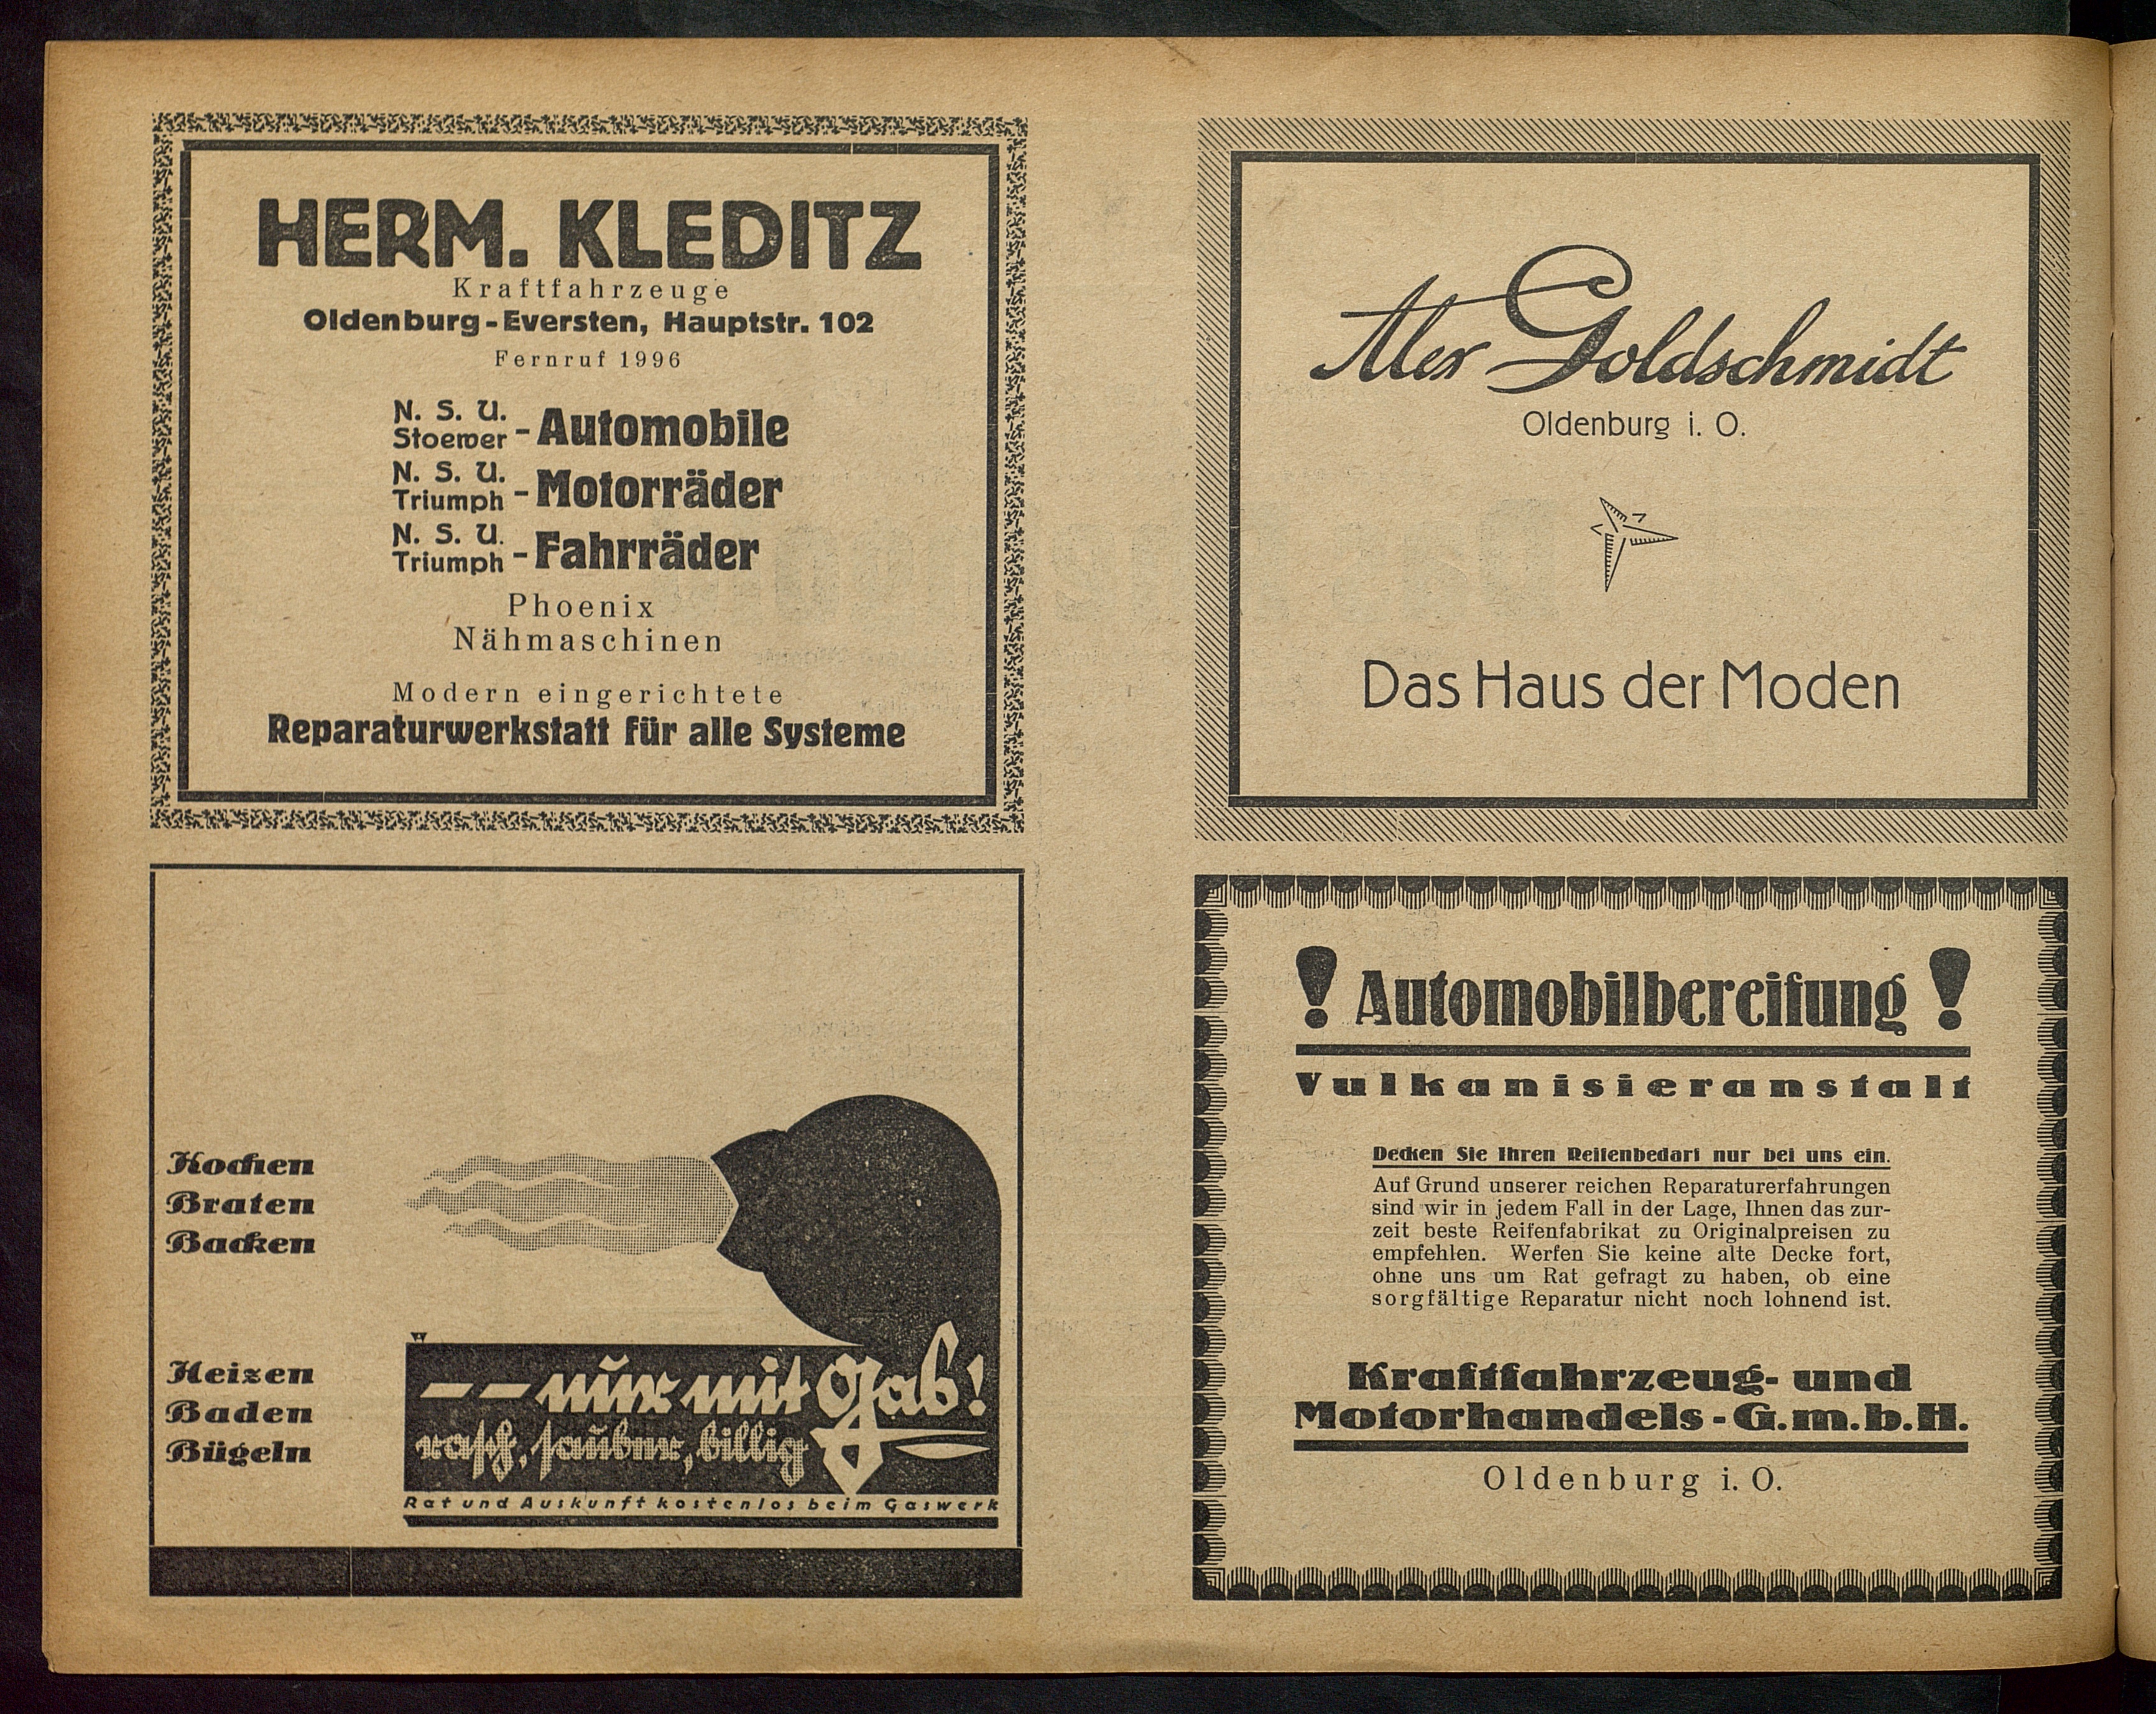 HERM. KLEDITZ
Kraftfahrzeuge
Oldenburg-Eversten, Hauptstr. 102
Fernruf 1996
N. S. U.
Stoewer - Automobile
N. S. U.
Triumph - Motorräder
N. S. U.
Triumph - Fahrräder
Phoenix
Nähmaschinen
Modern eingerichtete
Reparaturwerkstatt für alle Systeme
Alex Goldschmidt
Oldenburg i. O.
Das Haus der Moden
Kochen
Braten
Backen
Heizen
Baden
Bügeln
– – nur mit Gas!
rasch, sauber, billig
Rat und Auskunft kostenlos beim Gaswerk
! Automobilbereifung !
Vulkanisieranstalt
Decken Sie Ihren Reifenbedarf nur bei uns ein.
Auf Grund unserer reichen Reparaturerfahrungen
sind wir in jedem Fall in der Lage, Ihnen das zur-
zeit beste Reifenfabrikat zu Originalpreisen zu
empfehlen. Werfen Sie keine alte Decke fort,
ohne uns um Rat gefragt zu haben, ob eine
sorgfältige Reparatur nicht noch lohnend ist.
Kraftfahrzeug- und
Motorhandels-G.m.b.H.
Oldenburg i. O.